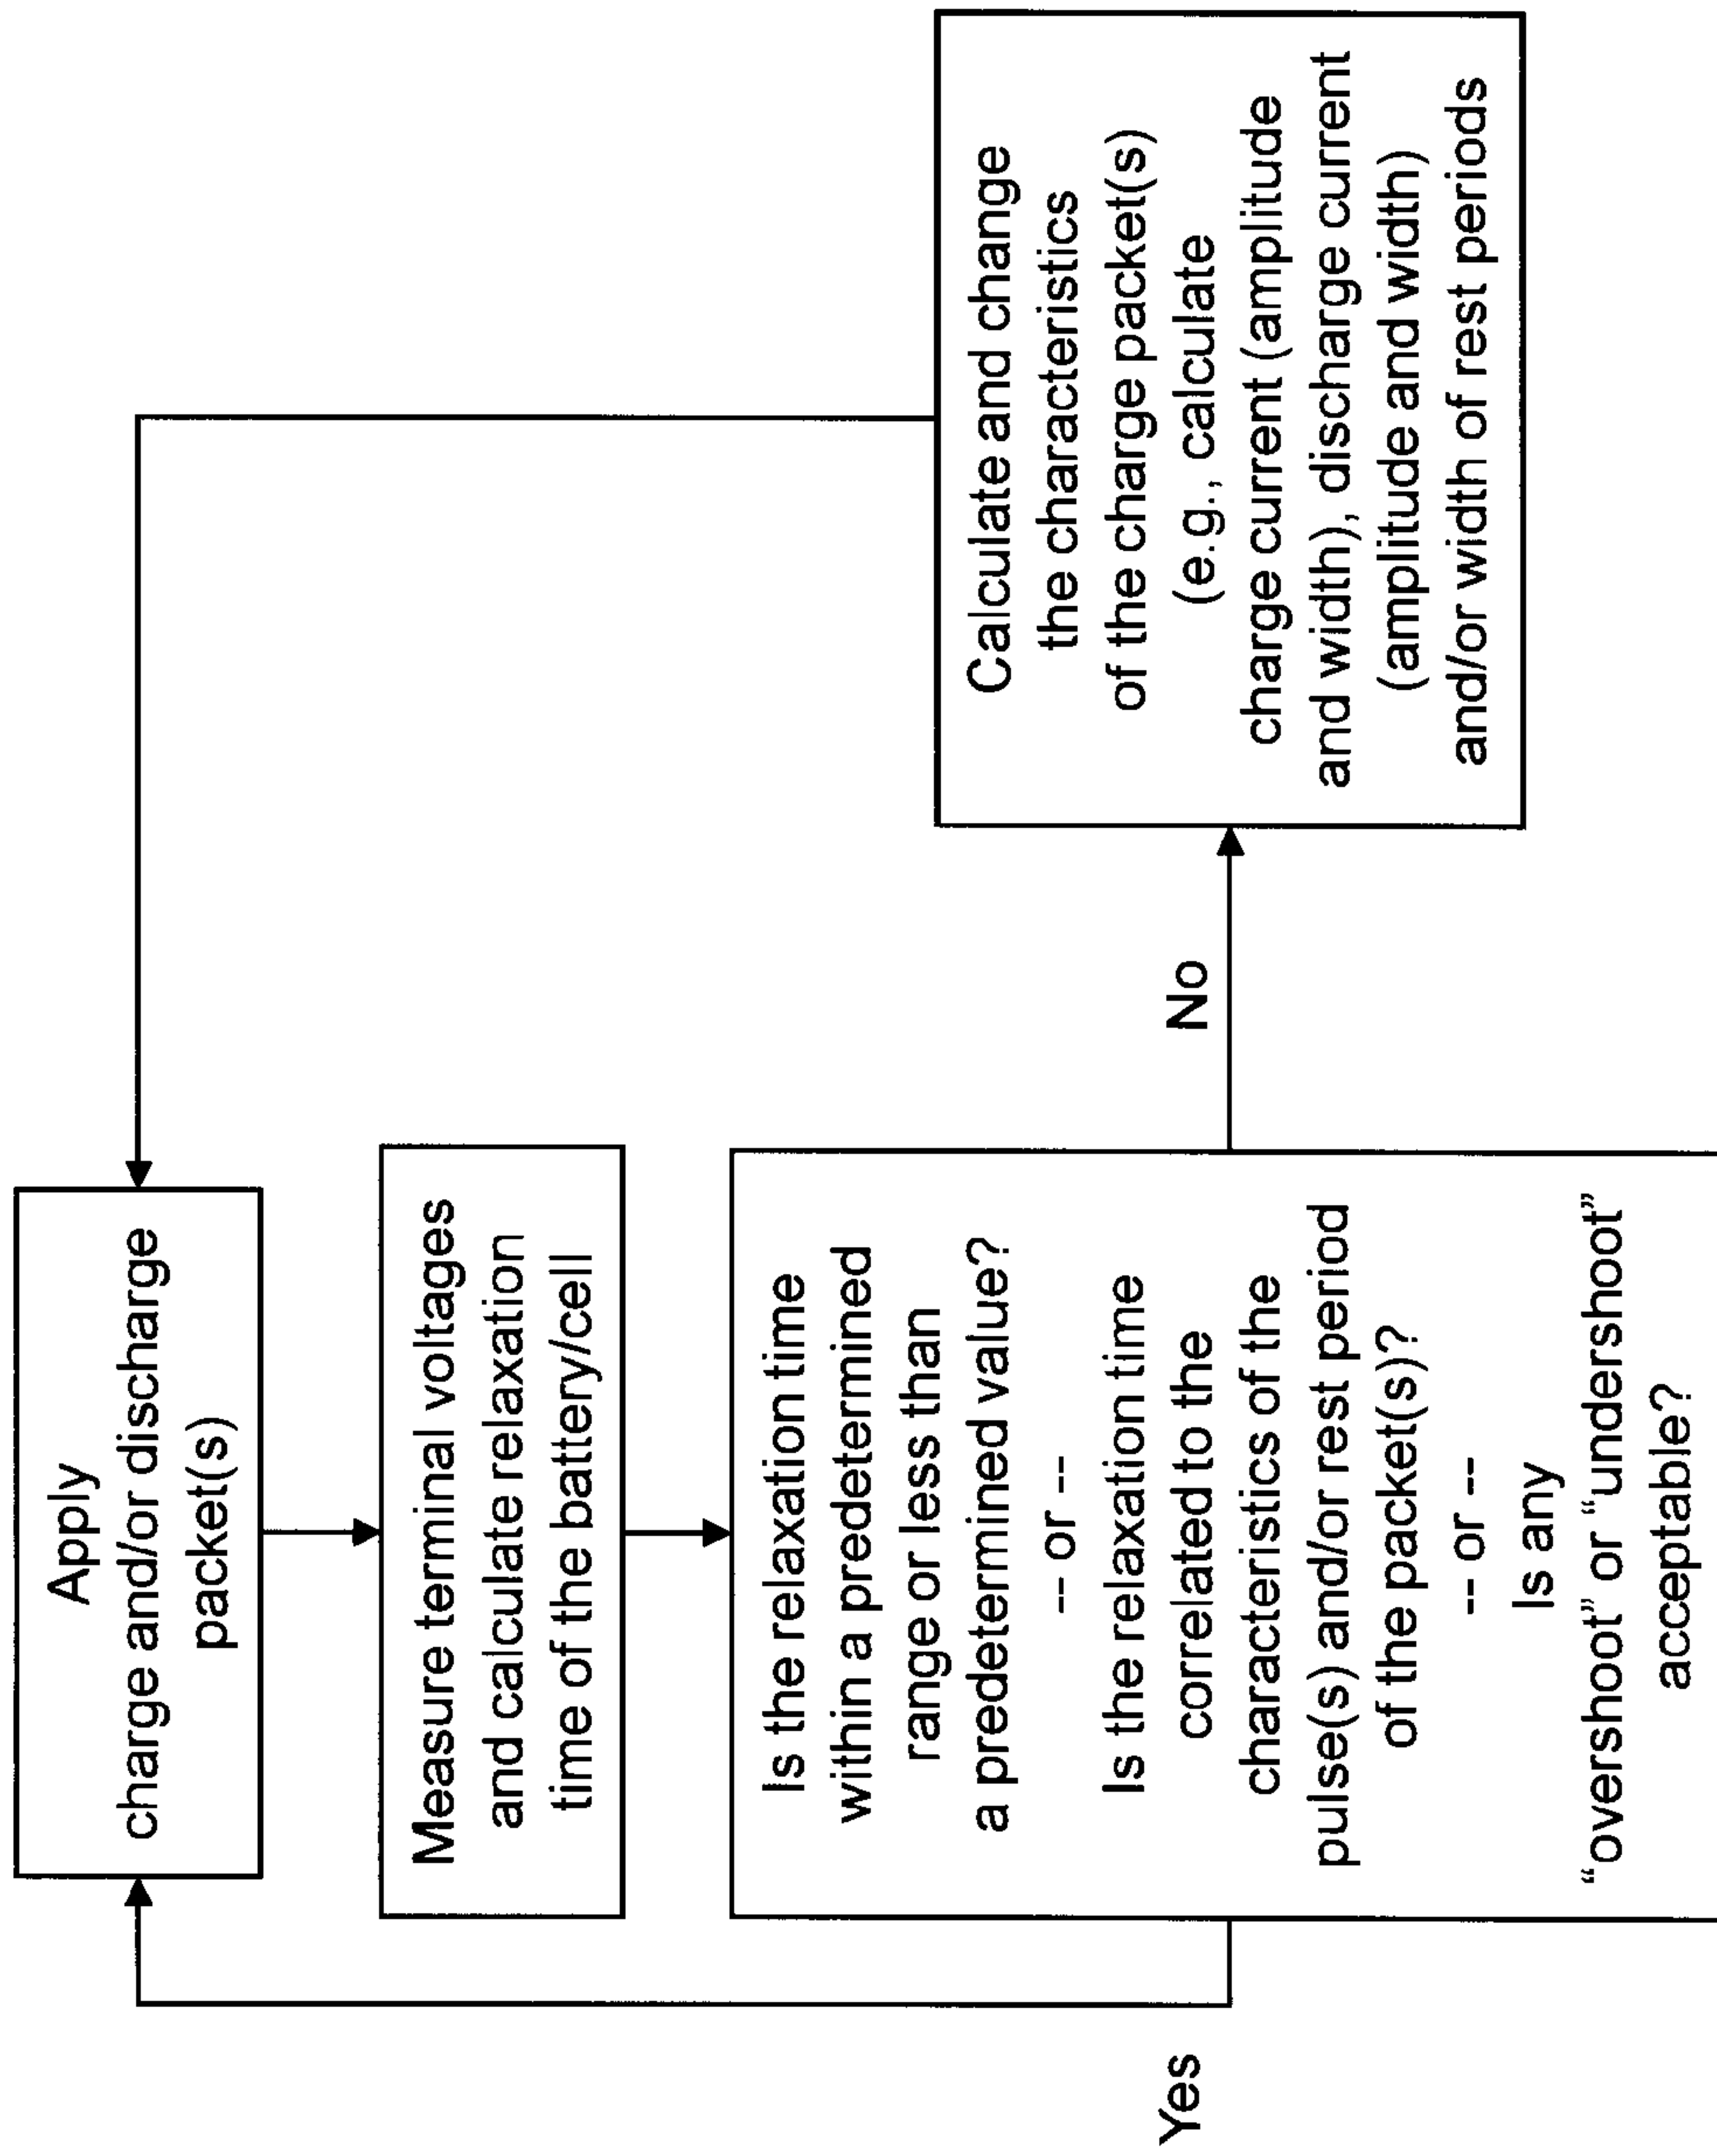 Apply
charge and/or discharge
packet(s)
Measure terminal voltages
and calculate relaxation
time of the battery/cell
Is the relaxation time
within a predetermined
range or less than
a predetermined value?
-- or --
Is the relaxation time
correlated to the
characteristics of the
pulse(s) and/or rest period
of the packet(s)?
-- or --
Is any
“overshoot” or “undershoot”
acceptable?
Yes
No
Calculate and change
the characteristics
of the charge packet(s)
(e.g., calculate
charge current (amplitude
and width), discharge current
(amplitude and width)
and/or width of rest periods